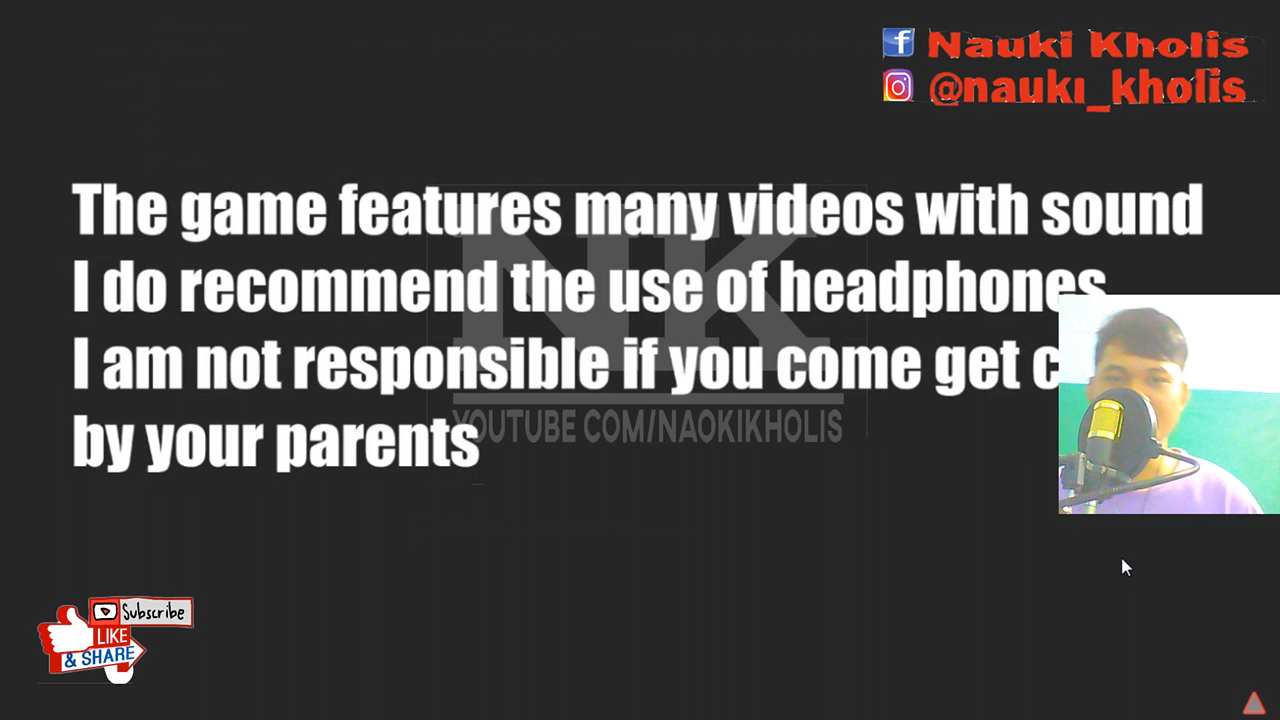 Nauki Kholis
@naukı_kholis
The game features many videos with sound
I do recommend the use of headphones
I am not responsible if you come get
by your parents
NK
YOUTUBE COM/NAOKIKHOLIS
Subscribe
LIKE
& SHARE